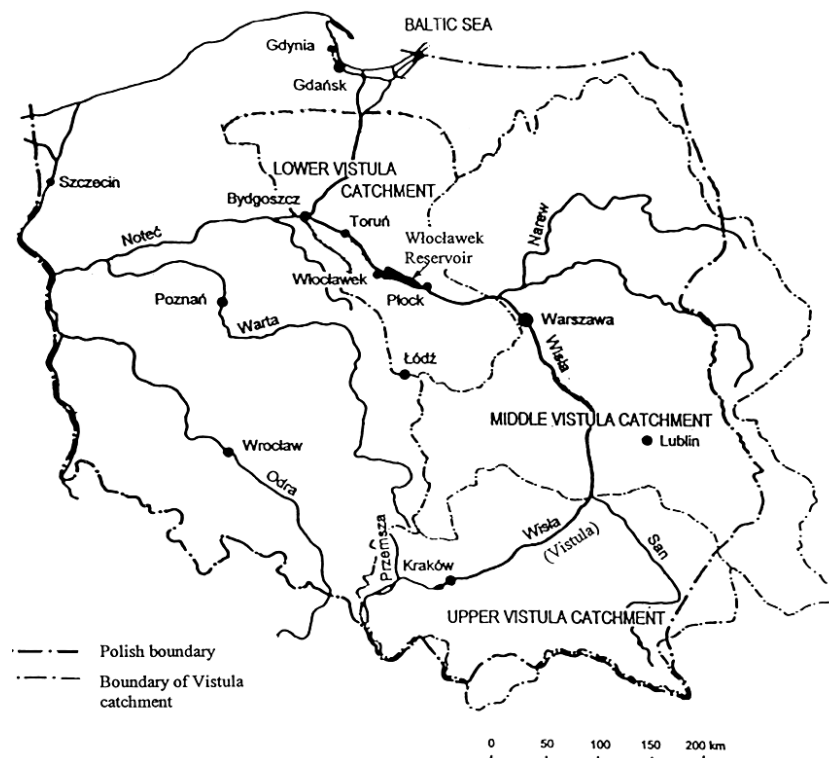 BALTIC SEA
Gdynia
Gdańsk
LOWER VISTULA
CATCHMENT
Szczecin
Bydgoszcz
Toruń
Noteć
Włocławek
Reservoir
Narew
Włocławek
Płock
Poznań
Warta
Warszawa
Wisła
Łódź
MIDDLE VISTULA CATCHMENT
Lublin
Wrocław
Odra
Przemsza
Wisła
(Vistula)
San
Kraków
UPPER VISTULA CATCHMENT
Polish boundary
Boundary of Vistula
catchment
0 50 100 150 200 km